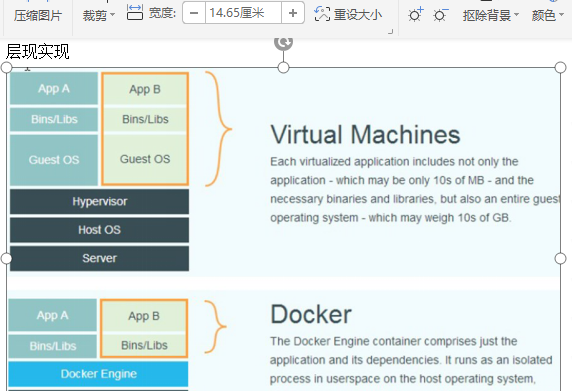 压缩图片 裁剪 宽度: 14.65厘米 重设大小 抠除背景 颜色
层现实现
App A App B
Bins/Libs Bins/Libs
Guest OS Guest OS
Hypervisor
Host OS
Server
Virtual Machines
Each virtualized application includes not only the
application - which may be only 10s of MB - and the
necessary binaries and libraries, but also an entire guest
operating system - which may weigh 10s of GB.
App A App B
Bins/Libs Bins/Libs
Docker Engine
Docker
The Docker Engine container comprises just the
application and its dependencies. It runs as an isolated
process in userspace on the host operating system,